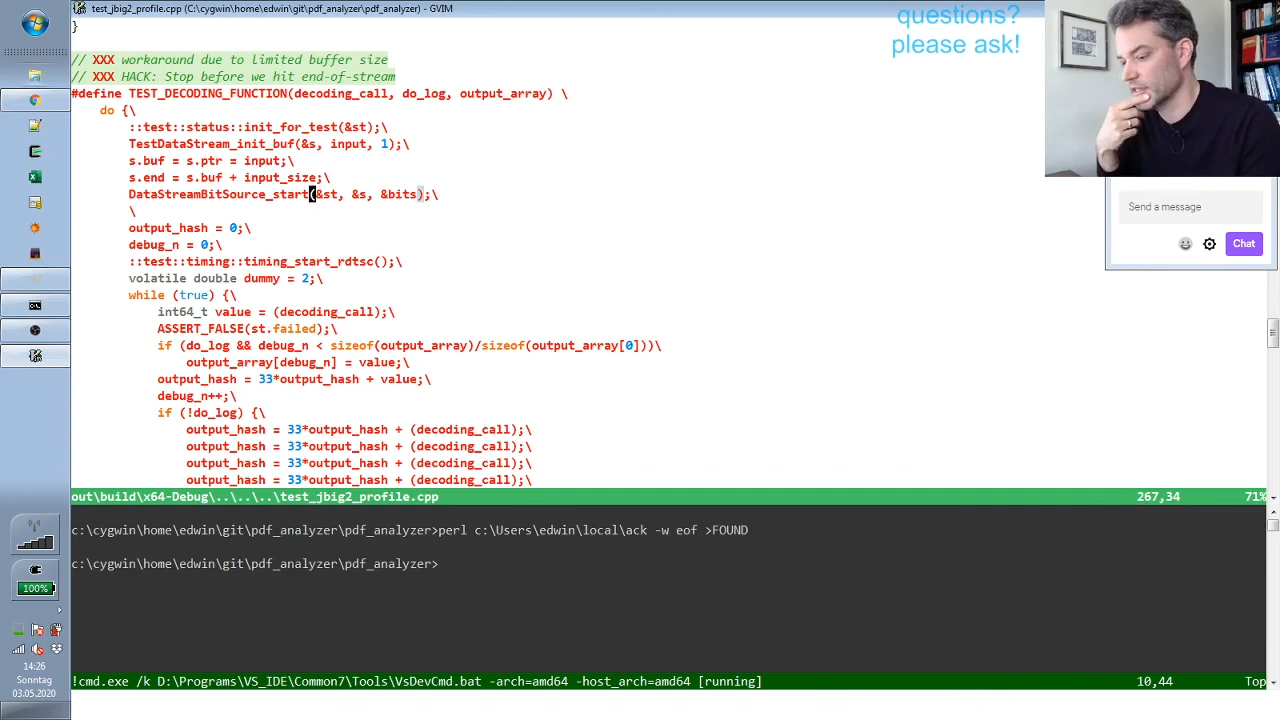 test_jbig2_profile.cpp (C:\cygwin\home\edwin\git\pdf_analyzer\pdf_analyzer) - GVIM
questions?
please ask!
}
// XXX workaround due to limited buffer size
// XXX HACK: Stop before we hit end-of-stream
#define TEST_DECODING_FUNCTION(decoding_call, do_log, output_array) \
do {\
::test::status::init_for_test(&st);\
TestDataStream_init_buf(&s, input, 1);\
s.buf = s.ptr = input;\
s.end = s.buf + input_size;\
DataStreamBitSource_start(&st, &s, &bits);\
\
output_hash = 0;\
debug_n = 0;\
::test::timing::timing_start_rdtsc();\
volatile double dummy = 2;\
while (true) {\
int64_t value = (decoding_call);\
ASSERT_FALSE(st.failed);\
if (do_log && debug_n < sizeof(output_array)/sizeof(output_array[0]))\
output_array[debug_n] = value;\
output_hash = 33*output_hash + value;\
debug_n++;\
if (!do_log) {\
output_hash = 33*output_hash + (decoding_call);\
output_hash = 33*output_hash + (decoding_call);\
output_hash = 33*output_hash + (decoding_call);\
output_hash = 33*output_hash + (decoding_call);\
out\build\x64-Debug\..\..\..\test_jbig2_profile.cpp 267,34 71%
c:\cygwin\home\edwin\git\pdf_analyzer\pdf_analyzer>perl c:\Users\edwin\local\ack -w eof >FOUND
c:\cygwin\home\edwin\git\pdf_analyzer\pdf_analyzer>
!cmd.exe /k D:\Programs\VS_IDE\Common7\Tools\VsDevCmd.bat -arch=amd64 -host_arch=amd64 [running] 10,44 Top
Send a message
Chat
100%
14:26
Sonntag
03.05.2020